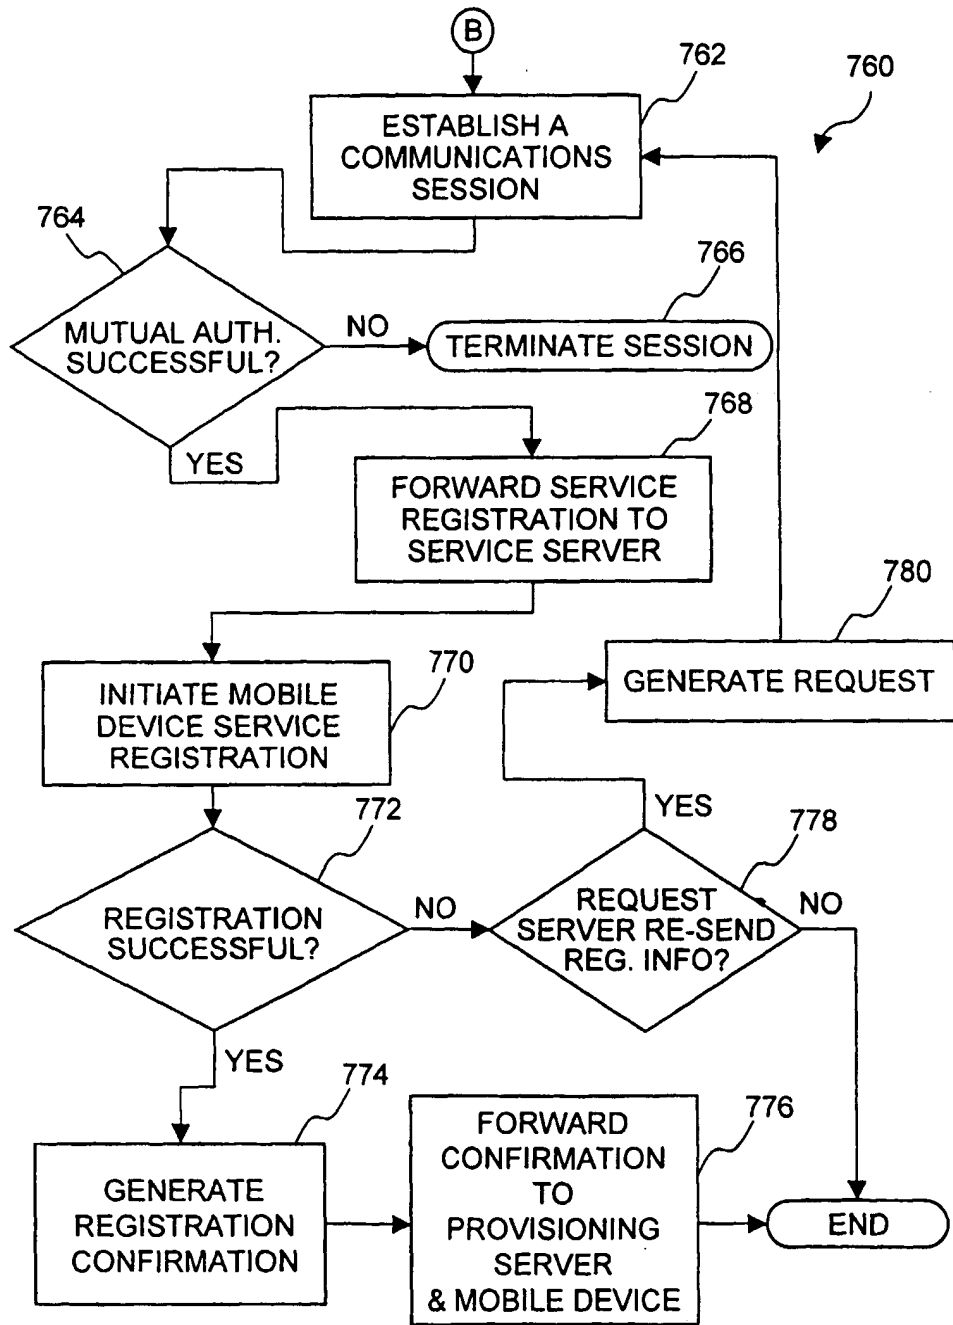 B
762
760
ESTABLISH A
COMMUNICATIONS
SESSION
764
766
MUTUAL AUTH.
SUCCESSFUL?
NO
TERMINATE SESSION
768
YES
FORWARD SERVICE
REGISTRATION TO
SERVICE SERVER
780
GENERATE REQUEST
770
INITIATE MOBILE
DEVICE SERVICE
REGISTRATION
772
YES
778
REGISTRATION
SUCCESSFUL?
NO
REQUEST
SERVER RE-SEND
REG. INFO?
NO
YES
774
776
GENERATE
REGISTRATION
CONFIRMATION
FORWARD
CONFIRMATION
TO
PROVISIONING
SERVER
& MOBILE DEVICE
END